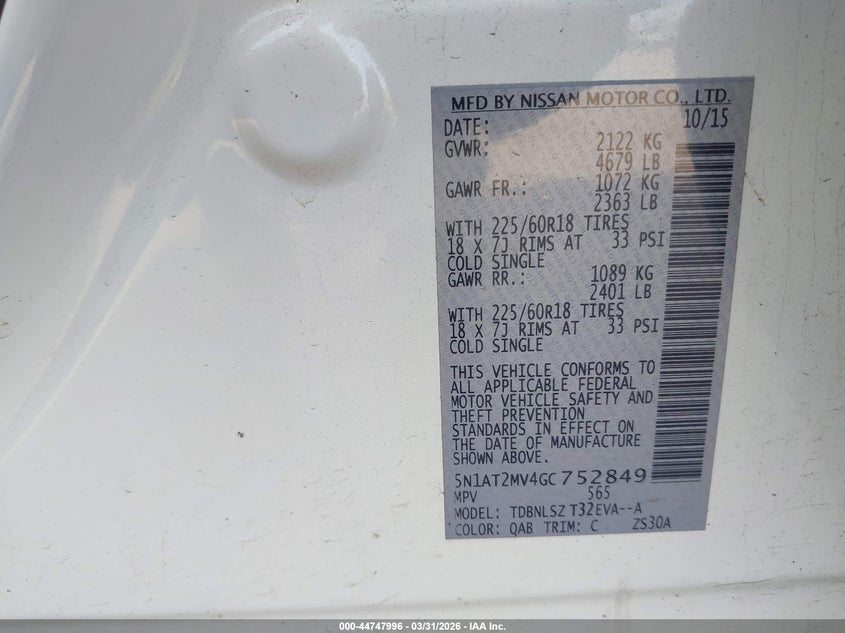 MFD BY NISSAN MOTOR CO., LTD.
DATE: 10/15
GVWR: 2122 KG
4679 LB
GAWR FR.: 1072 KG
2363 LB
WITH 225/60R18 TIRES
18 X 7J RIMS AT 33 PSI
COLD SINGLE
GAWR RR.: 1089 KG
2401 LB
WITH 225/60R18 TIRES
18 X 7J RIMS AT 33 PSI
COLD SINGLE
THIS VEHICLE CONFORMS TO
ALL APPLICABLE FEDERAL
MOTOR VEHICLE SAFETY AND
THEFT PREVENTION
STANDARDS IN EFFECT ON
THE DATE OF MANUFACTURE
SHOWN ABOVE.
5N1AT2MV4GC752849
MPV 565
MODEL: TDBNLSZ T32EVA--A
COLOR: QAB TRIM: C ZS30A
000-44747996 - 03/31/2026 - IAA Inc.